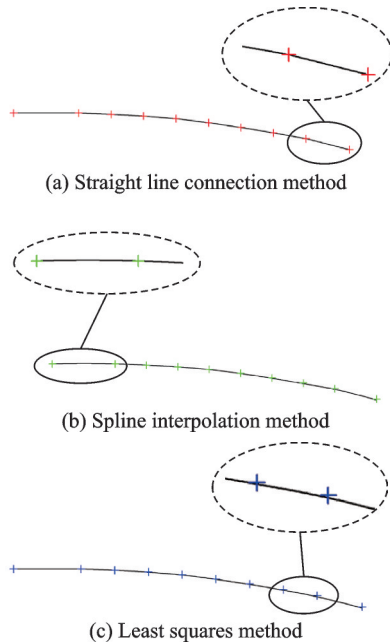 (a) Straight line connection method
(b) Spline interpolation method
(c) Least squares method